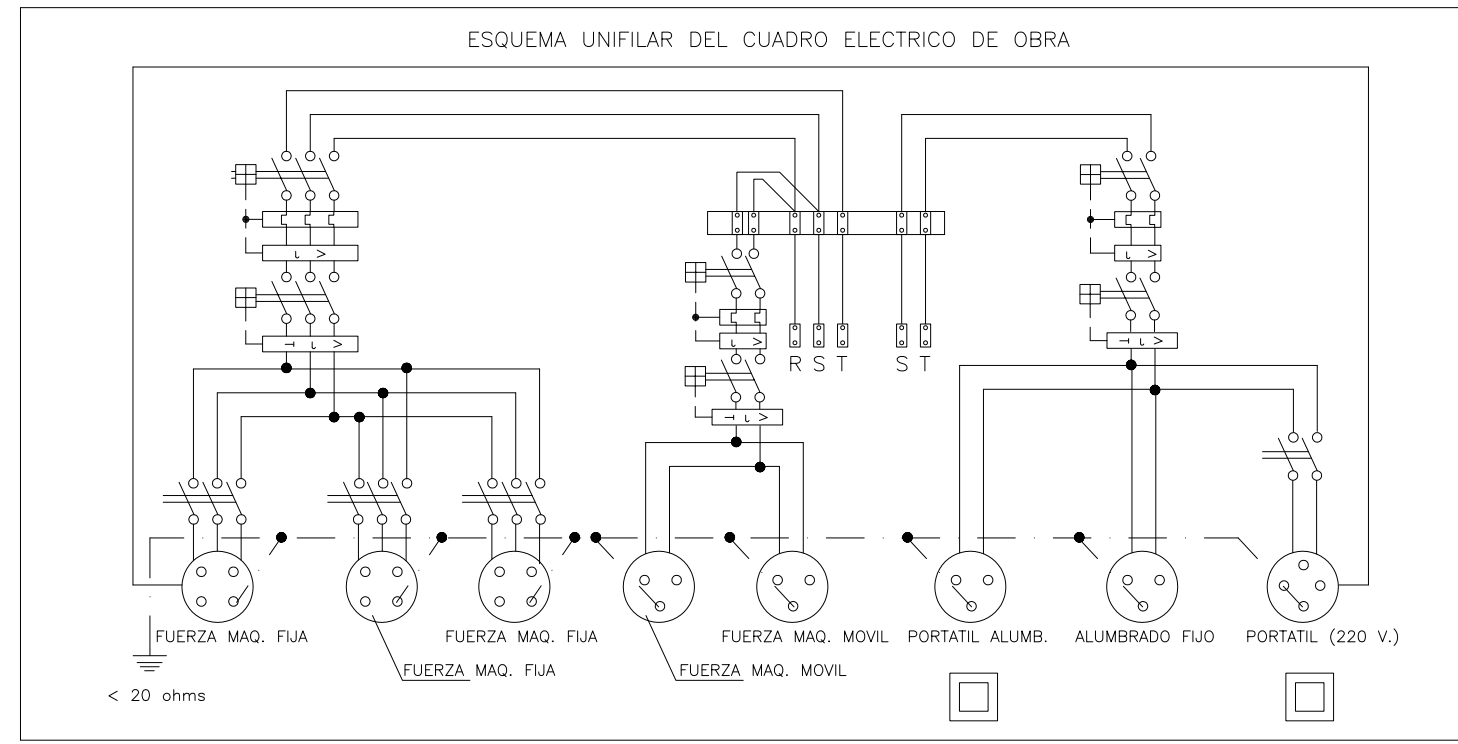 ESQUEMA UNIFILAR DEL CUADRO ELECTRICO DE OBRA
R S T S T
FUERZA MAQ. FIJA
FUERZA MAQ. FIJA
FUERZA MAQ. MOVIL
PORTATIL ALUMB.
ALUMBRADO FIJO
PORTATIL (220 V.)
FUERZA MAQ. FIJA
FUERZA MAQ. MOVIL
< 20 ohms